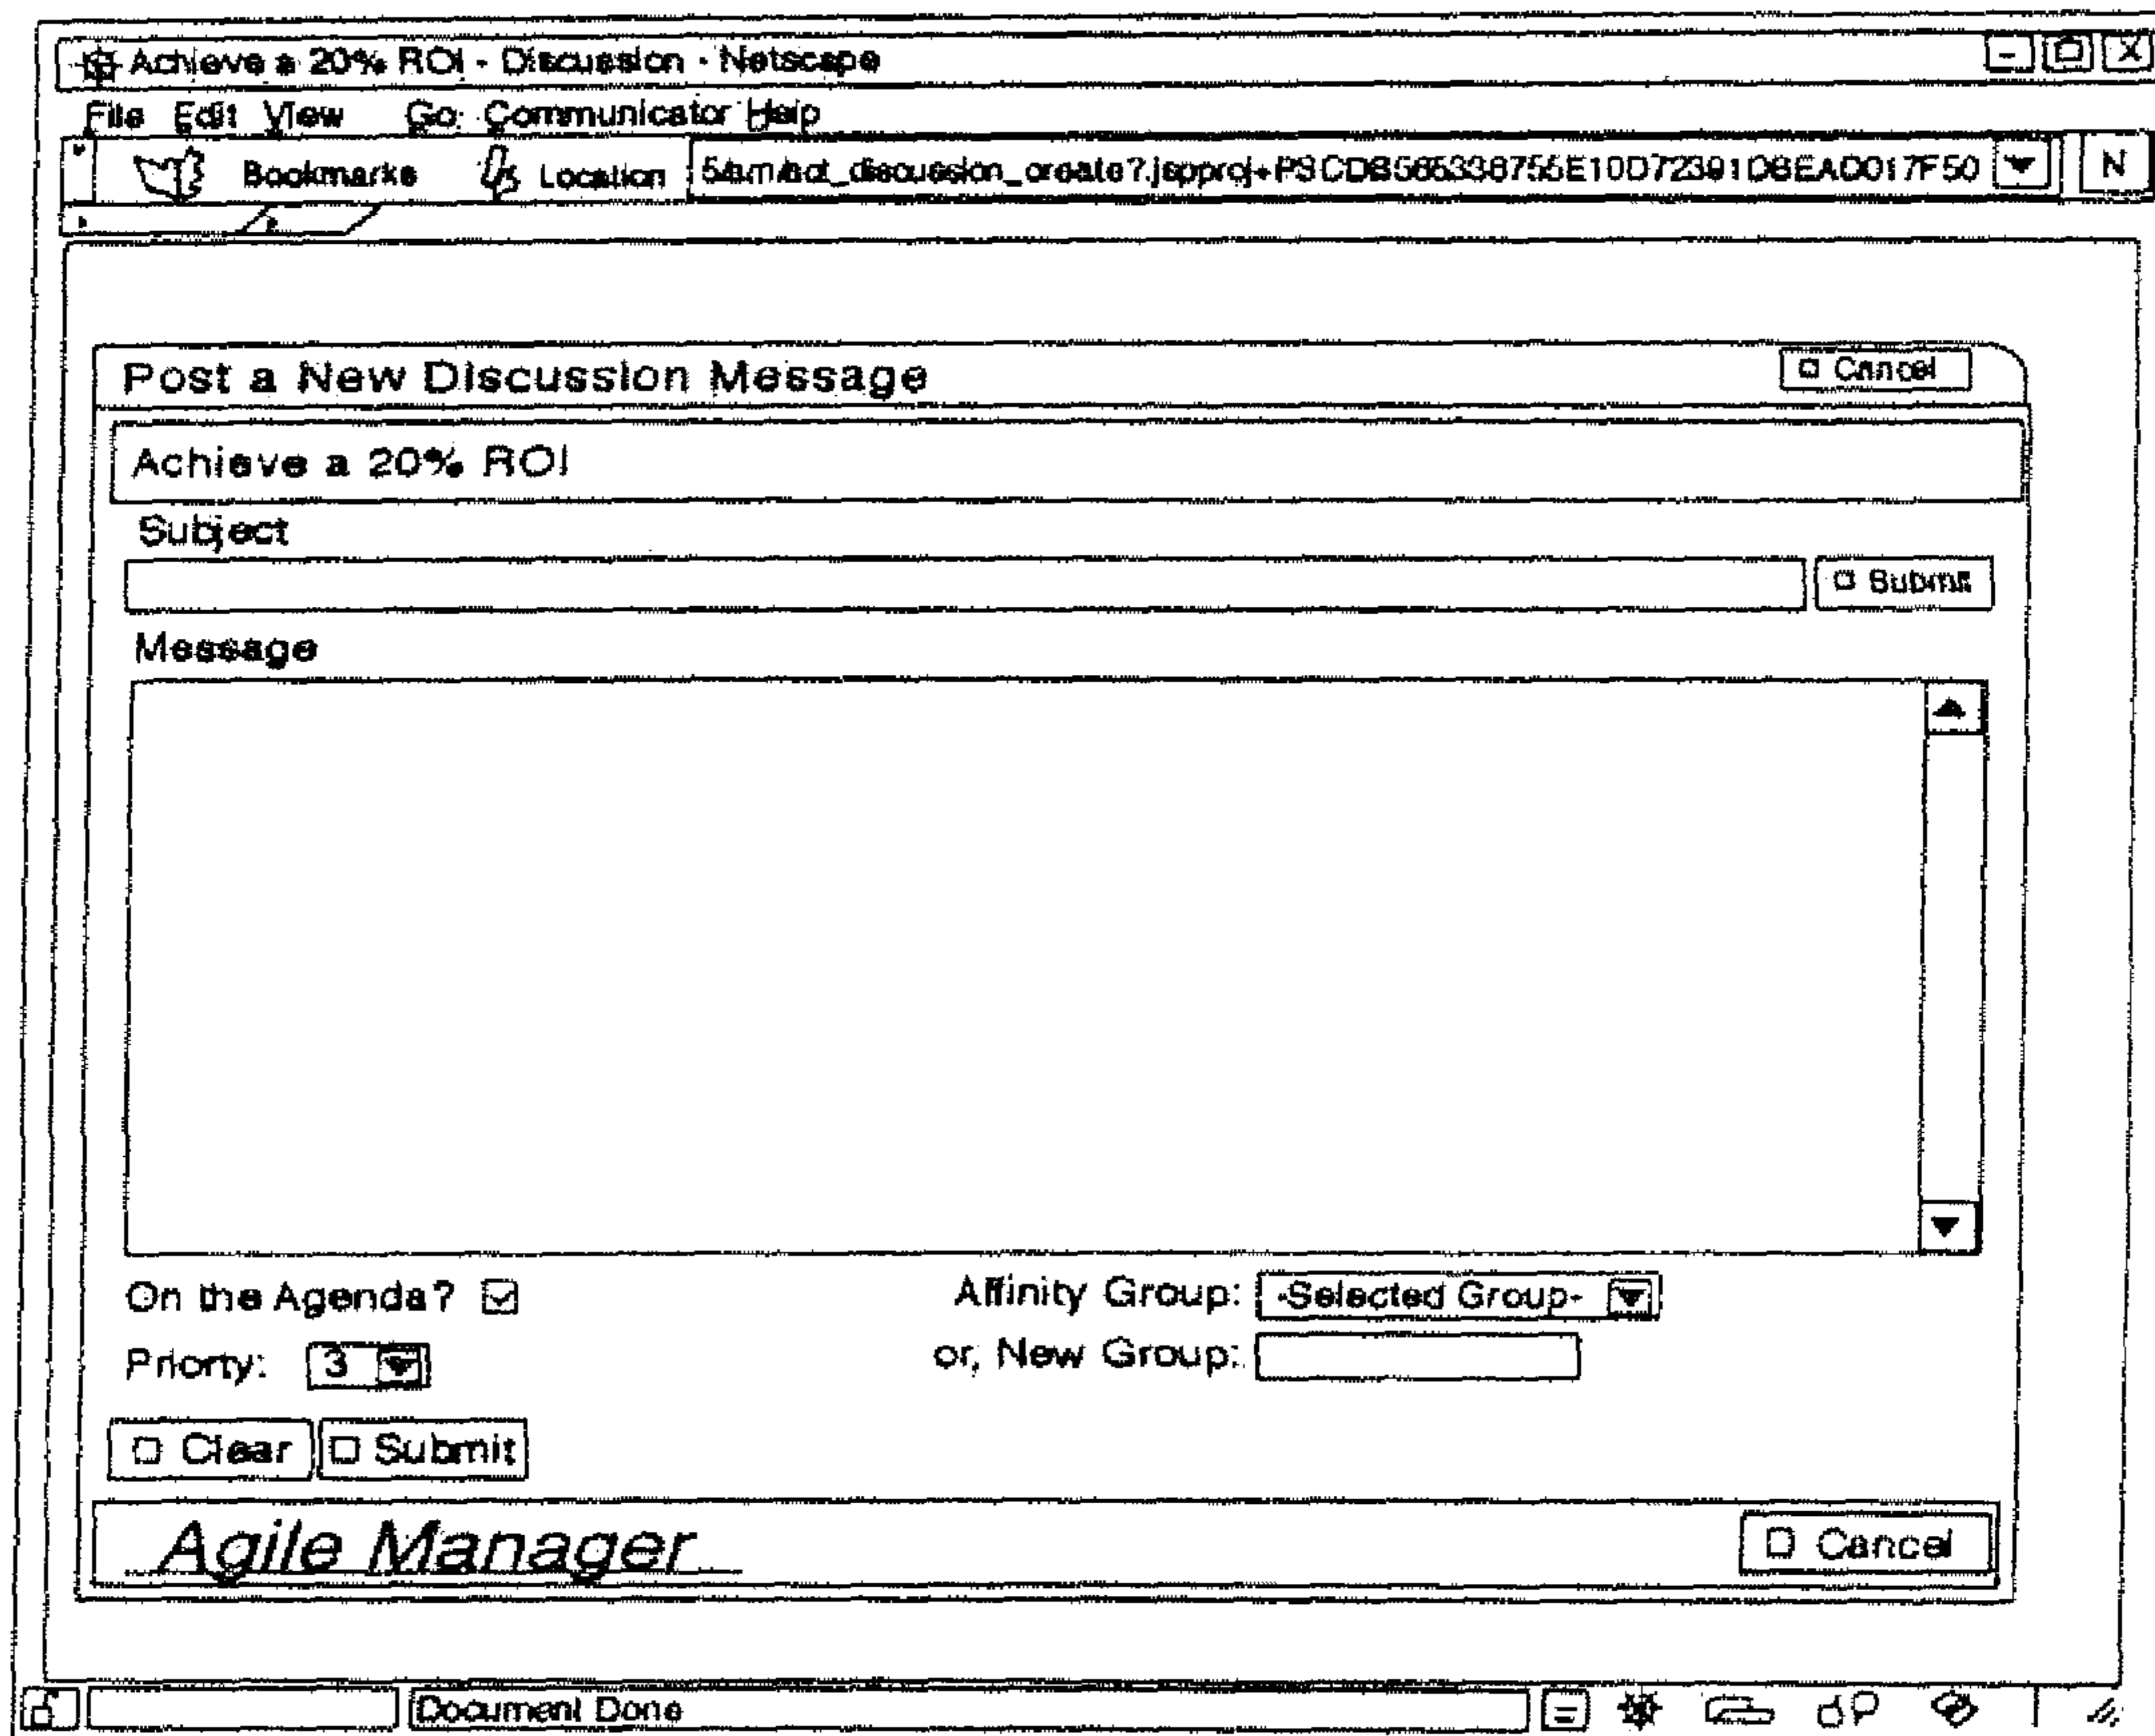 Achieve a 20% ROI - Discussion - Netscape
File Edit View Go Communicator Help
Bookmarks Location
N
Post a New Discussion Message Cancel
Achieve a 20% ROI
Subject
Submit
Message
On the Agenda? Affinity Group: -Selected Group-
Priorty: 3 or, New Group:
Clear Submit
Agile Manager Cancel
Document Done